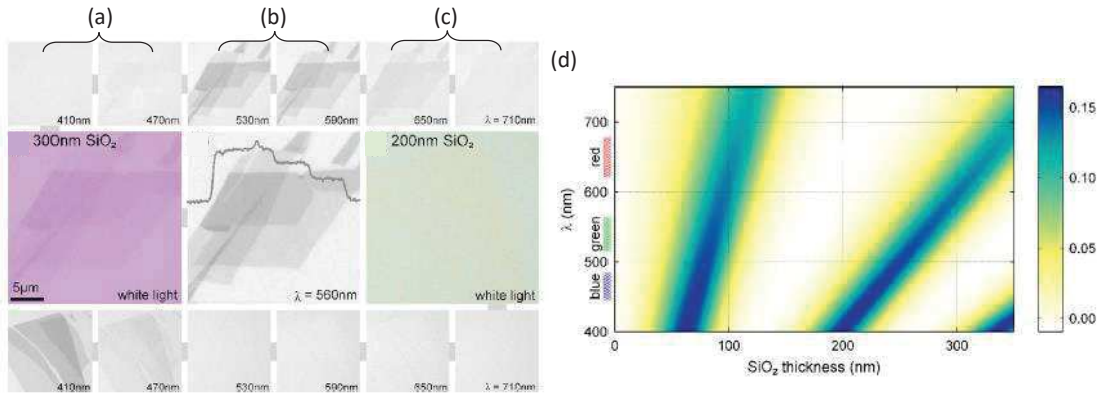 (a) (b) (c)
(d)
410nm 470nm 530nm 590nm 650nm λ = 710nm
300nm SiO₂
5μm
white light
λ = 560nm
200nm SiO₂
white light
410nm 470nm 530nm 590nm 650nm λ = 710nm
λ (nm)
blue green red
700
600
500
400
0 100 200 300
SiO₂ thickness (nm)
0.15
0.10
0.05
0.00